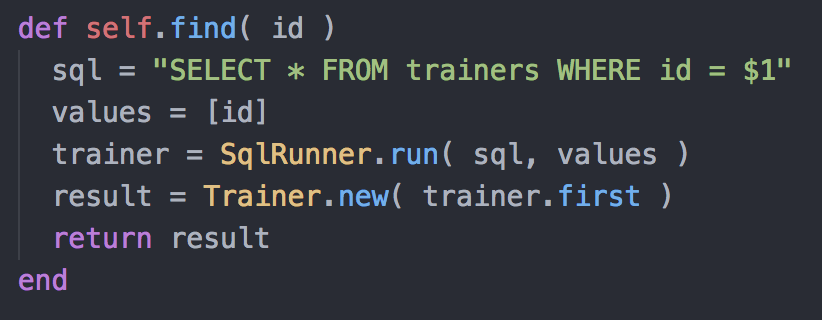 def self.find( id )
  sql = "SELECT * FROM trainers WHERE id = $1"
  values = [id]
  trainer = SqlRunner.run( sql, values )
  result = Trainer.new( trainer.first )
  return result
end